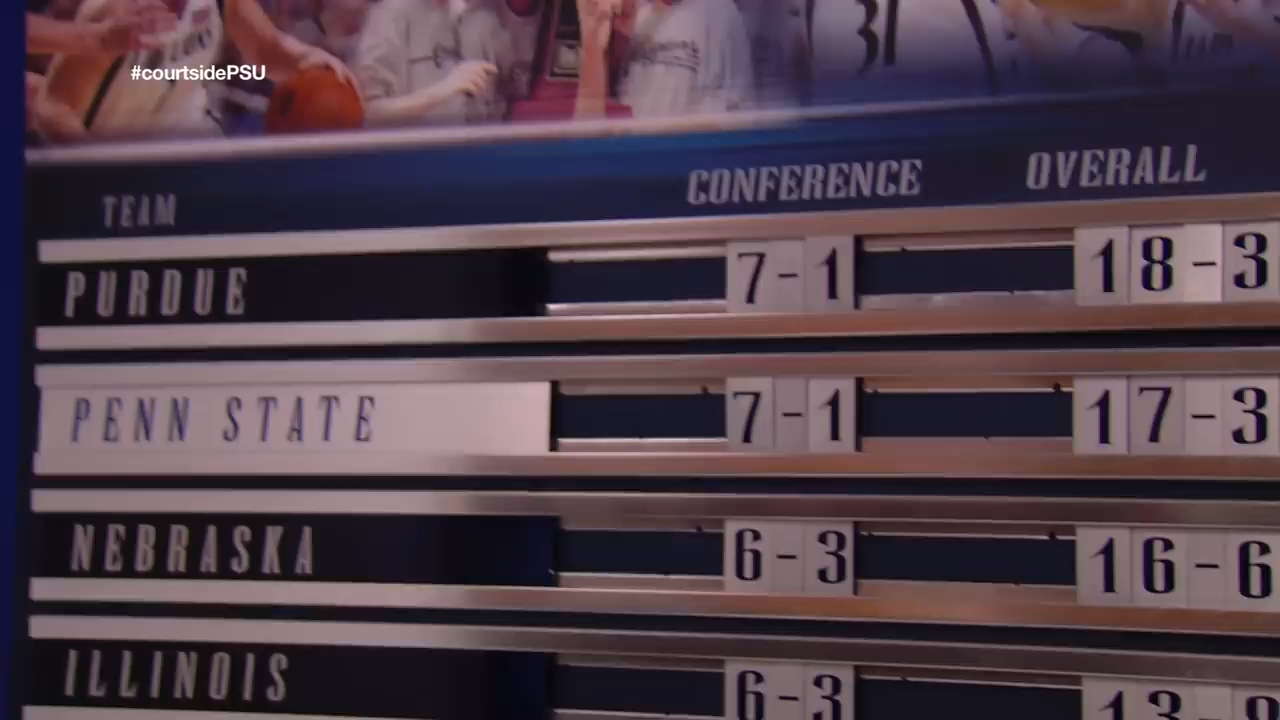 #courtsidePSU
TEAM CONFERENCE OVERALL
PURDUE 7-1 18-3
PENN STATE 7-1 17-3
NEBRASKA 6-3 16-6
ILLINOIS 6-3